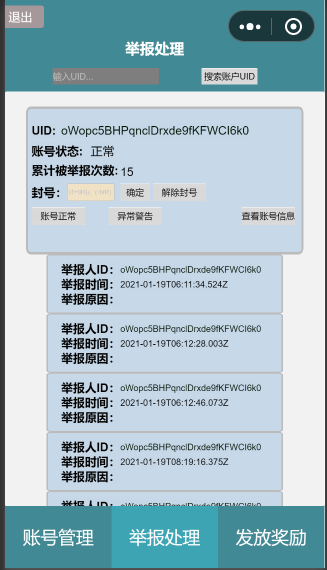 退出
举报处理
输入UID...
搜索账户UID
UID: oWopc5BHPqnclDrxde9fKFWCI6k0
账号状态: 正常
累计被举报次数: 15
封号:
确定
解除封号
账号正常
异常警告
查看账号信息
举报人ID: oWopc5BHPqnclDrxde9fKFWCI6k0
举报时间: 2021-01-19T06:11:34.524Z
举报原因:
举报人ID: oWopc5BHPqnclDrxde9fKFWCI6k0
举报时间: 2021-01-19T06:12:28.003Z
举报原因:
举报人ID: oWopc5BHPqnclDrxde9fKFWCI6k0
举报时间: 2021-01-19T06:12:46.073Z
举报原因:
举报人ID: oWopc5BHPqnclDrxde9fKFWCI6k0
举报时间: 2021-01-19T08:19:16.375Z
举报原因:
举报人ID: oWopc5BHPqnclDrxde9fKFWCI6k0
账号管理
举报处理
发放奖励